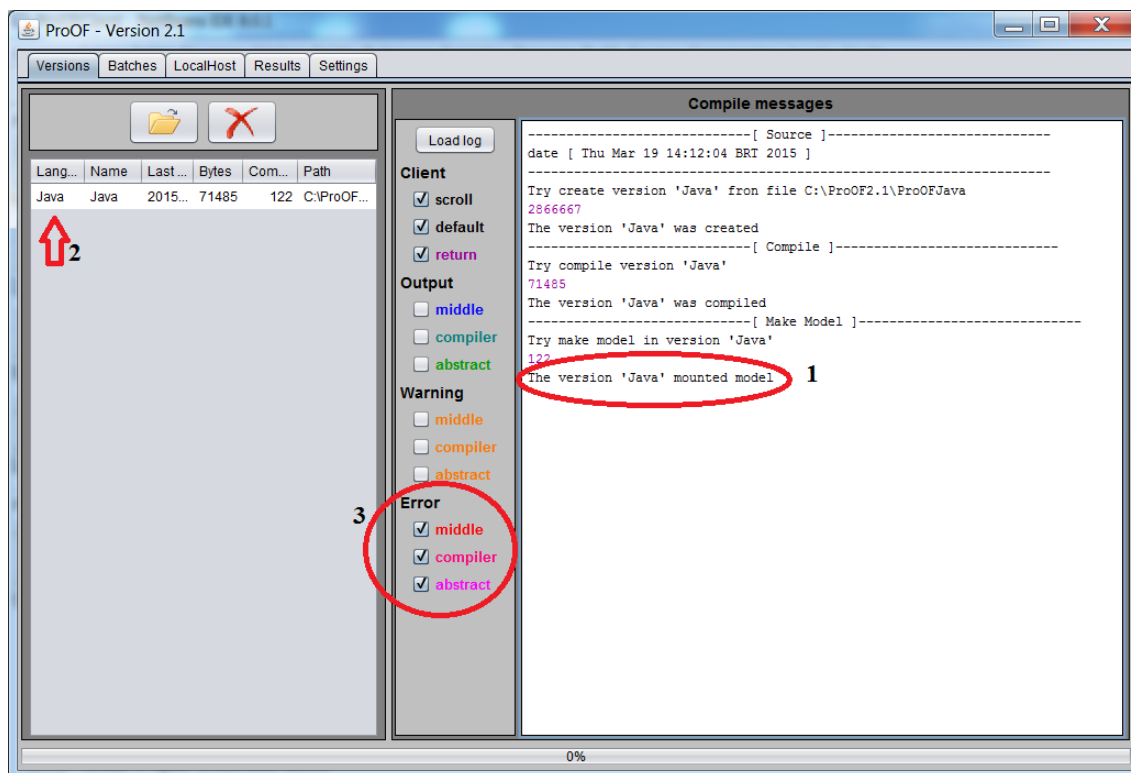 ProOF - Version 2.1
Versions Batches LocalHost Results Settings
Lang... Name Last ... Bytes Com... Path
Java Java 2015... 71485 122 C:\ProOF...
2
Compile messages
Load log
Client
scroll
default
return
Output
middle
compiler
abstract
Warning
middle
compiler
abstract
Error
3
middle
compiler
abstract
-----------------------------[ Source ]-----------------------------
date [ Thu Mar 19 14:12:04 BRT 2015 ]
--------------------------------------------------------------------
Try create version 'Java' fron file C:\ProOF2.1\ProOFJava
2866667
The version 'Java' was created
-----------------------------[ Compile ]-----------------------------
Try compile version 'Java'
71485
The version 'Java' was compiled
-----------------------------[ Make Model ]-----------------------------
Try make model in version 'Java'
122
The version 'Java' mounted model
1
0%